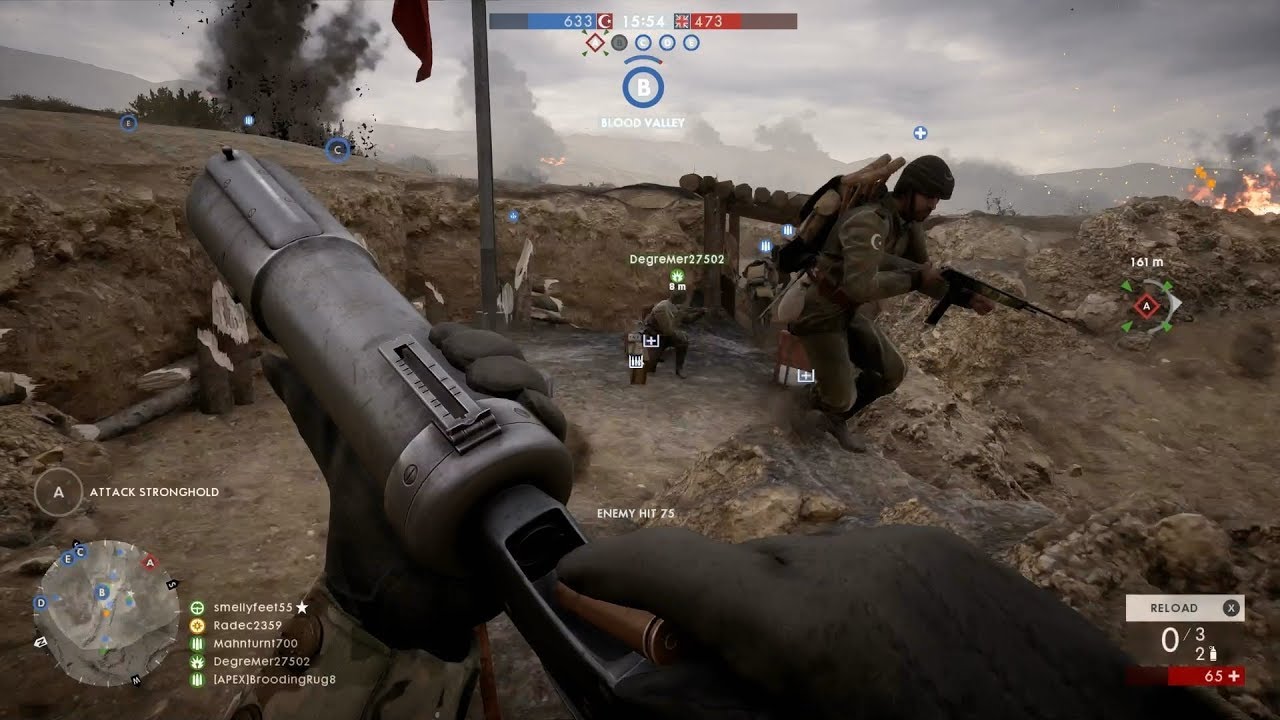 633 15:54 473
B C D E
B
BLOOD VALLEY
E
C
DegreMer27502
8 m
161 m
A
A ATTACK STRONGHOLD
ENEMY HIT 75
E C A
S
B
D
W
smellyfeet55
Radec2359
Mahnturnt700
DegreMer27502
[APEX]BroodingRug8
RELOAD X
0/3
2
65